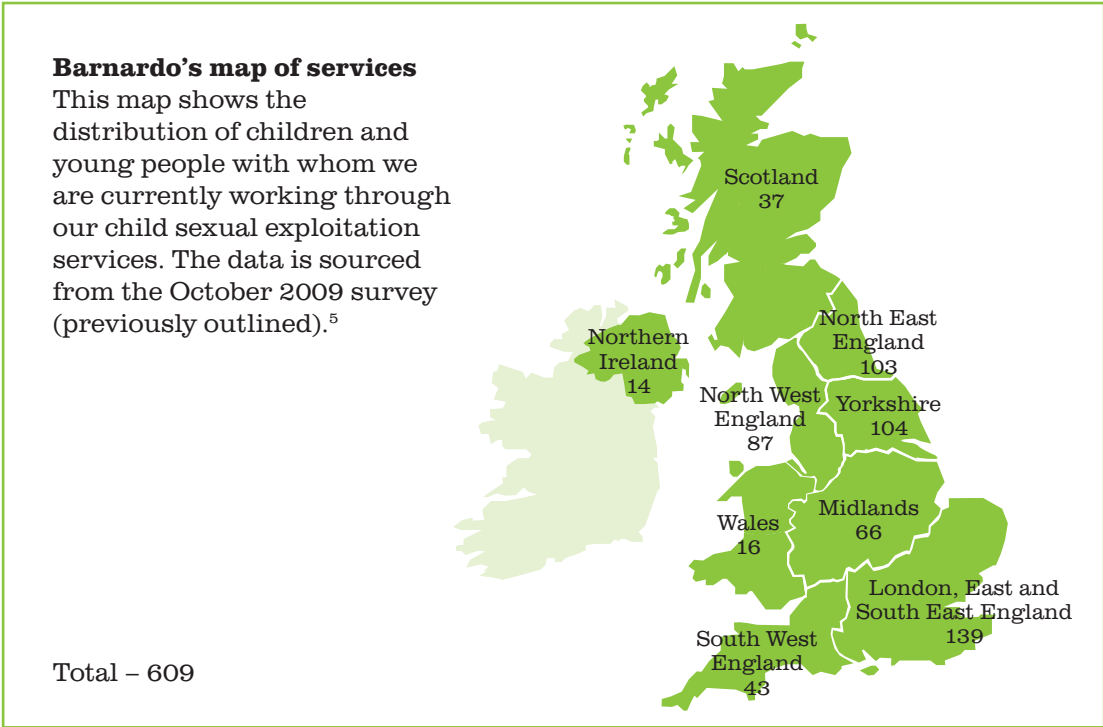 Barnardo's map of services
This map shows the
distribution of children and
young people with whom we
are currently working through
our child sexual exploitation
services. The data is sourced
from the October 2009 survey
(previously outlined).5
Scotland
37
Northern
Ireland
14
North East
England
103
North West
England
87
Yorkshire
104
Midlands
66
Wales
16
London, East and
South East England
139
South West
England
43
Total – 609